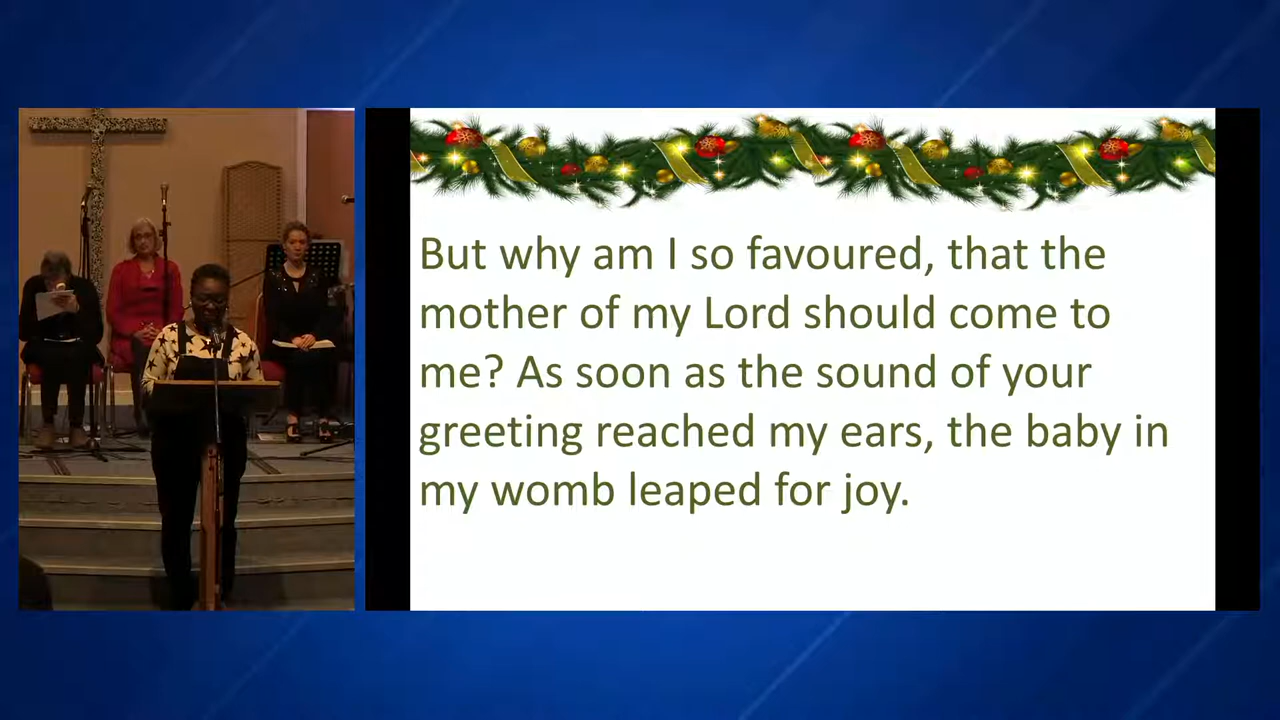 But why am I so favoured, that the
mother of my Lord should come to
me? As soon as the sound of your
greeting reached my ears, the baby in
my womb leaped for joy.